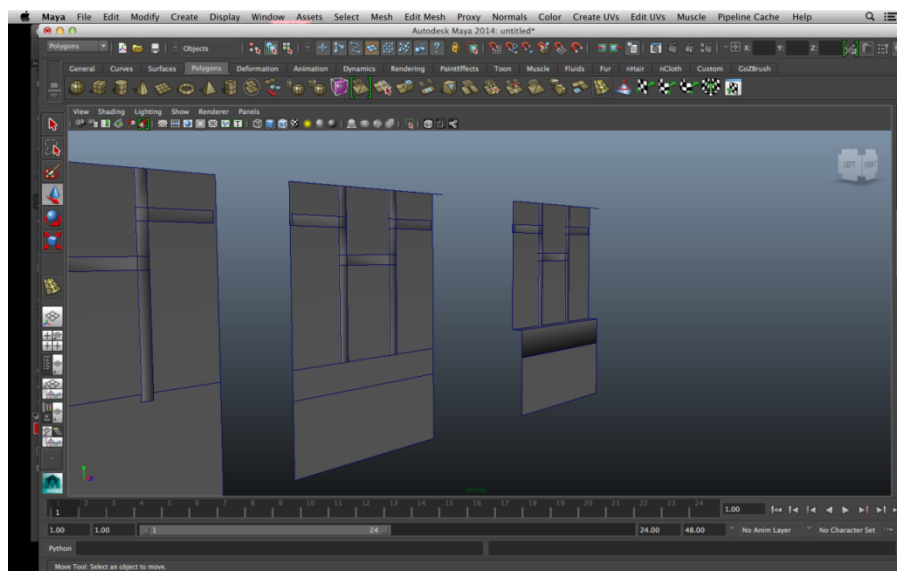 Maya File Edit Modify Create Display Window Assets Select Mesh Edit Mesh Proxy Normals Color Create UVs Edit UVs Muscle Pipeline Cache Help
Autodesk Maya 2014: untitled*
Polygons Objects X: Y: Z:
General Curves Surfaces Polygons Deformation Animation Dynamics Rendering PaintEffects Toon Muscle Fluids Fur nHair nCloth Custom GoZBrush
View Shading Lighting Show Renderer Panels
LEFT
Y
1 2 3 4 5 6 7 8 9 10 11 12 13 14 15 16 17 18 19 20 21 22 23 24
1 1.00
1.00 1.00 1 24 24.00 48.00 No Anim Layer No Character Set
Python
Move Tool: Select an object to move.